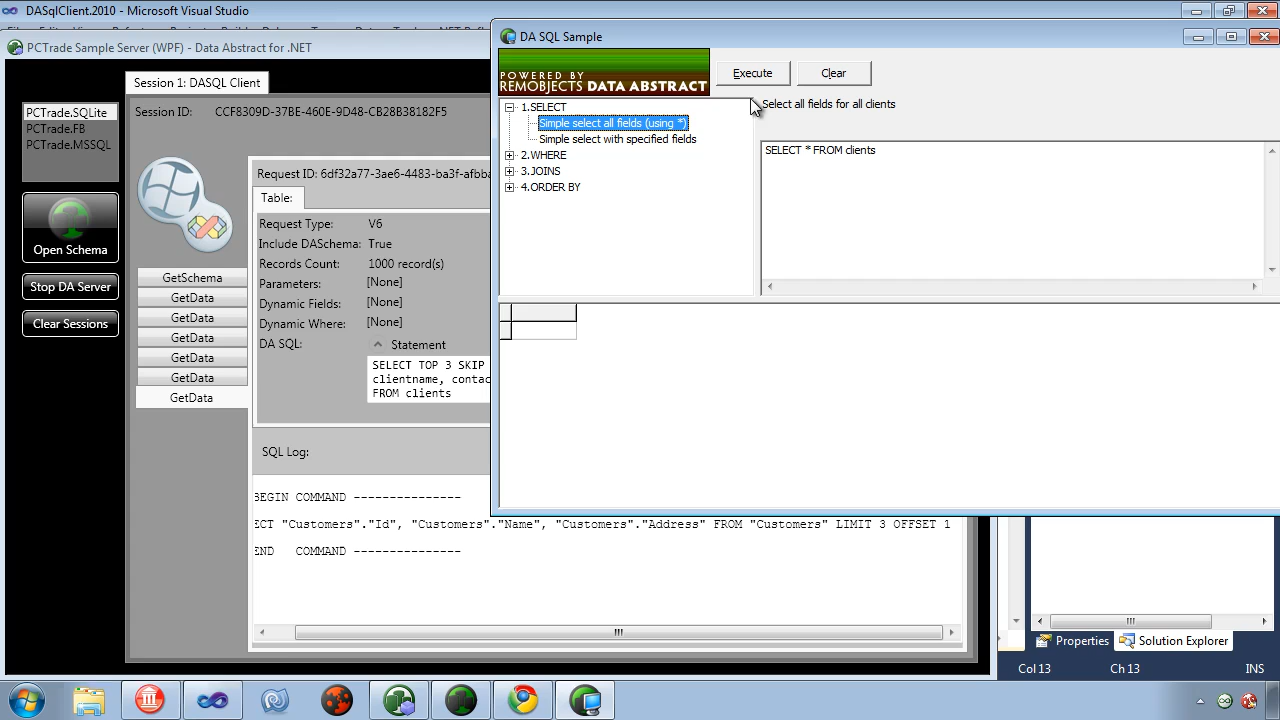 DASqlClient.2010 - Microsoft Visual Studio
PCTrade Sample Server (WPF) - Data Abstract for .NET
Session 1: DASQL Client
PCTrade.SQLite
PCTrade.FB
PCTrade.MSSQL
Open Schema
Stop DA Server
Clear Sessions
Session ID: CCF8309D-37BE-460E-9D48-CB28B38182F5
GetSchema
GetData
GetData
GetData
GetData
GetData
GetData
Request ID: 6df32a77-3ae6-4483-ba3f-afbba
Table:
Request Type: V6
Include DASchema: True
Records Count: 1000 record(s)
Parameters: [None]
Dynamic Fields: [None]
Dynamic Where: [None]
DA SQL: Statement
SELECT TOP 3 SKIP
clientname, contac
FROM clients
SQL Log:
BEGIN COMMAND ---------------
ECT "Customers"."Id", "Customers"."Name", "Customers"."Address" FROM "Customers" LIMIT 3 OFFSET 1
END COMMAND ---------------
DA SQL Sample
POWERED BY
REMOBJECTS DATA ABSTRACT
Execute
Clear
1.SELECT
Simple select all fields (using *)
Simple select with specified fields
2.WHERE
3.JOINS
4.ORDER BY
Select all fields for all clients
SELECT * FROM clients
Properties
Solution Explorer
Col 13 Ch 13 INS